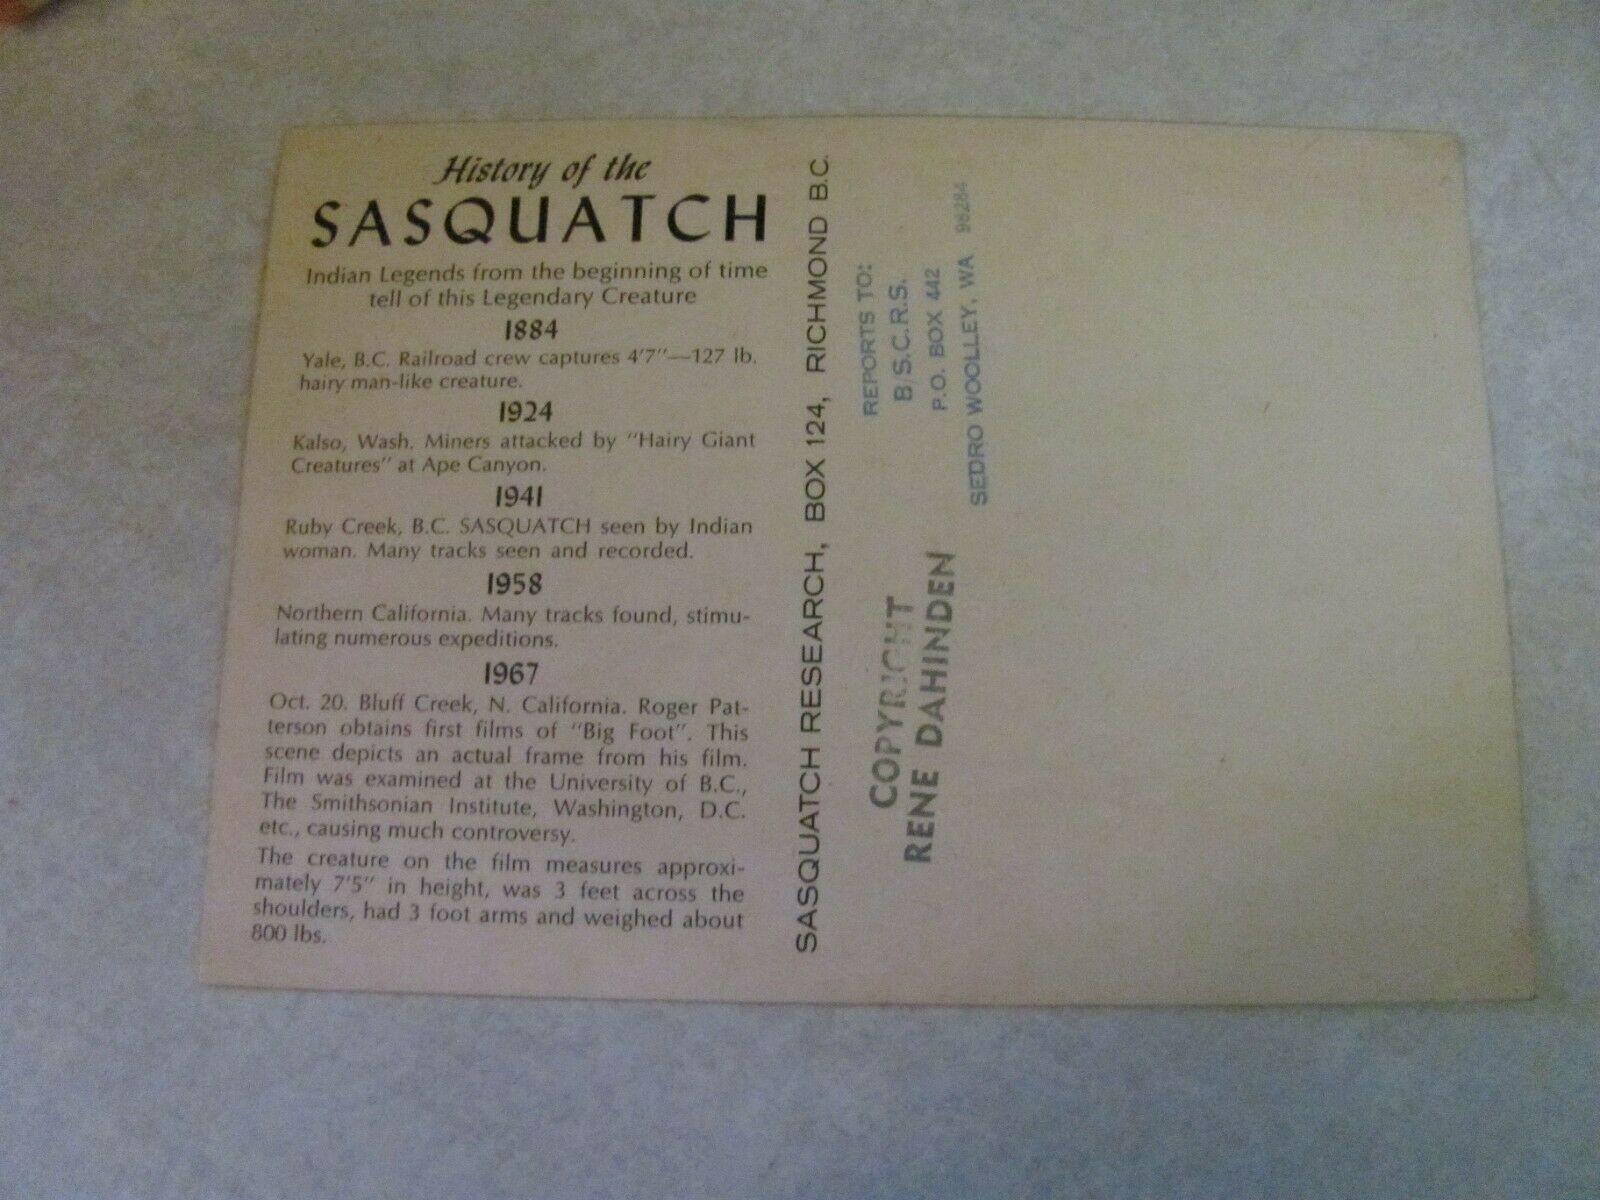 History of the
SASQUATCH
Indian Legends from the beginning of time
tell of this Legendary Creature
1884
Yale, B.C. Railroad crew captures 4'7"—127 lb.
hairy man-like creature.
1924
Kalso, Wash. Miners attacked by "Hairy Giant
Creatures" at Ape Canyon.
1941
Ruby Creek, B.C. SASQUATCH seen by Indian
woman. Many tracks seen and recorded.
1958
Northern California. Many tracks found, stimu-
lating numerous expeditions.
1967
Oct. 20. Bluff Creek, N. California. Roger Pat-
terson obtains first films of "Big Foot". This
scene depicts an actual frame from his film.
Film was examined at the University of B.C.,
The Smithsonian Institute, Washington, D.C.
etc., causing much controversy.
The creature on the film measures approxi-
mately 7'5" in height, was 3 feet across the
shoulders, had 3 foot arms and weighed about
800 lbs.
SASQUATCH RESEARCH, BOX 124, RICHMOND B.C.
REPORTS TO:
B/S.C.R.S.
P.O. BOX 442
SEDRO WOOLLEY, WA 98284
COPYRIGHT
RENE DAHINDEN